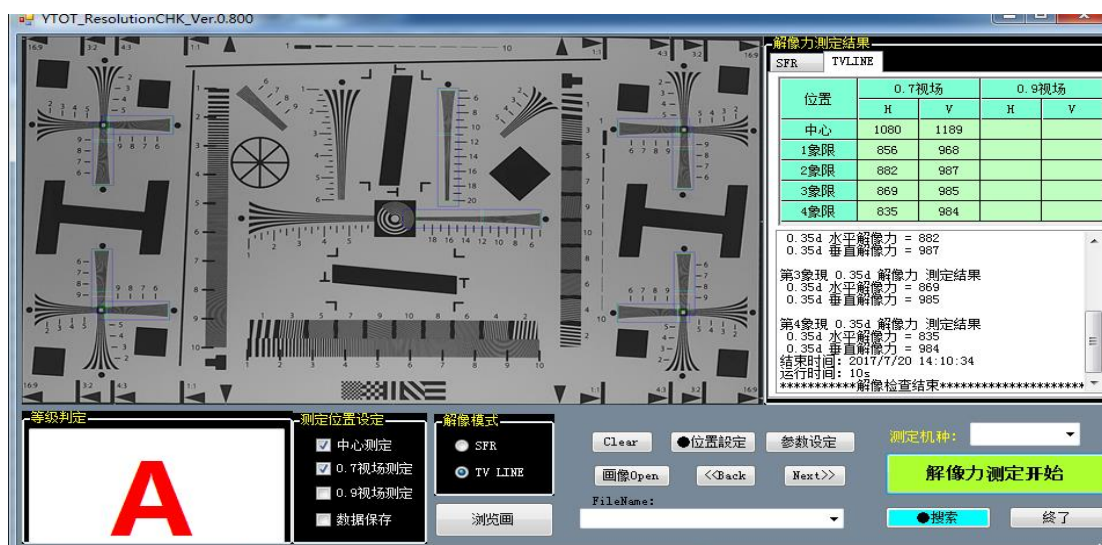 YTOT_ResolutionCHK_Ver.0.800
解像力测定结果
SFR TVLINE
位置 0.7视场 0.9视场
H V H V
中心 1080 1189
1象限 856 968
2象限 882 987
3象限 869 985
4象限 835 984
0.35d 水平解像力 = 882
0.35d 垂直解像力 = 987
第3象現 0.35d 解像力 测定结果
0.35d 水平解像力 = 869
0.35d 垂直解像力 = 985
第4象現 0.35d 解像力 测定结果
0.35d 水平解像力 = 835
0.35d 垂直解像力 = 984
结束时间: 2017/7/20 14:10:34
运行时间: 10s
***********解像检查结束**********************
等级判定
A
测定位置设定
中心测定
0.7视场测定
0.9视场测定
数据保存
解像模式
SFR
TV LINE
浏览画
Clear ●位置設定 参数设定
画像Open <<Back Next>>
FileName:
测定机种:
解像力测定开始
●搜索 终了